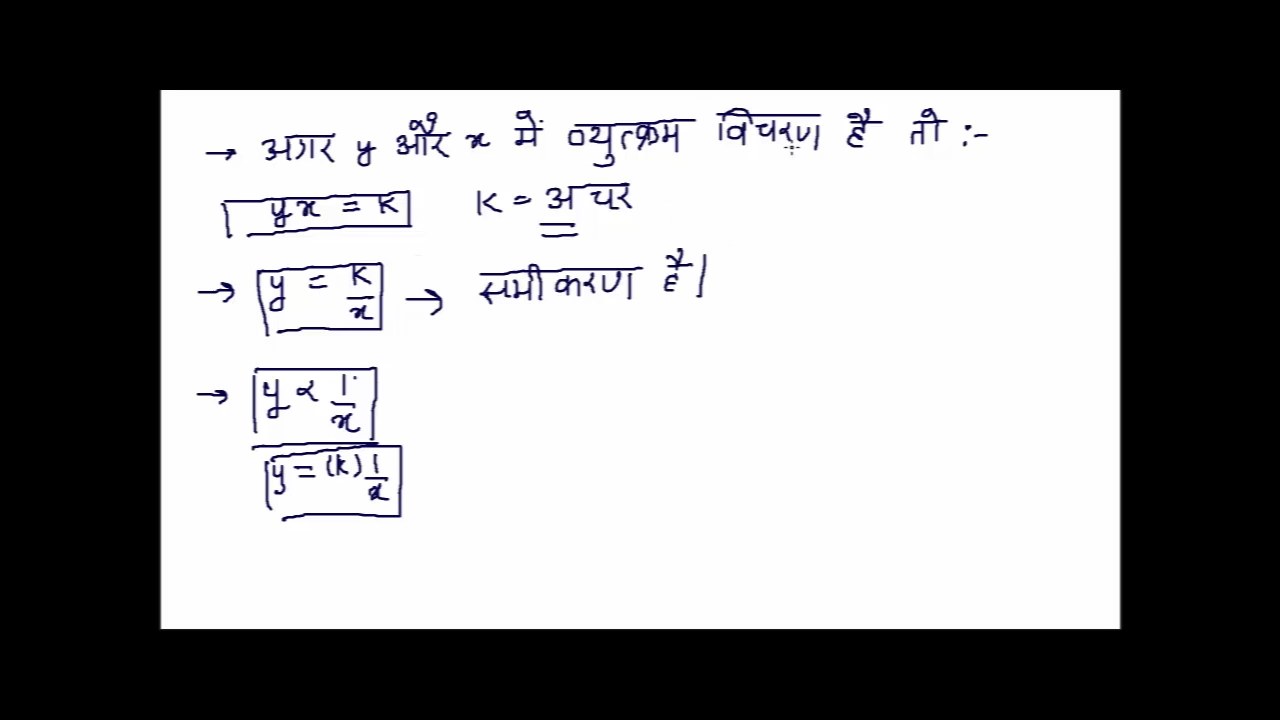 → अगर y और x में व्युत्क्रम विचरण है तो :-
yx = K K = अचर
→ y = K/x → समीकरण है।
→ y ∝ 1/x
y = (K) 1/x